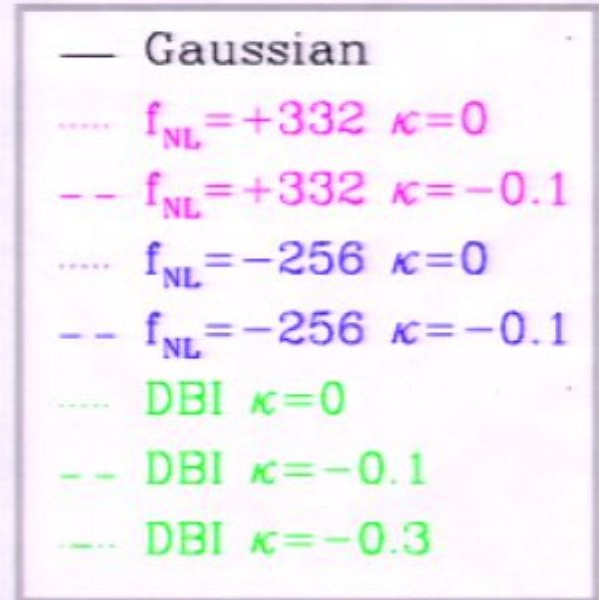 Gaussian
f_NL=+332 κ=0
f_NL=+332 κ=−0.1
f_NL=−256 κ=0
f_NL=−256 κ=−0.1
DBI κ=0
DBI κ=−0.1
DBI κ=−0.3